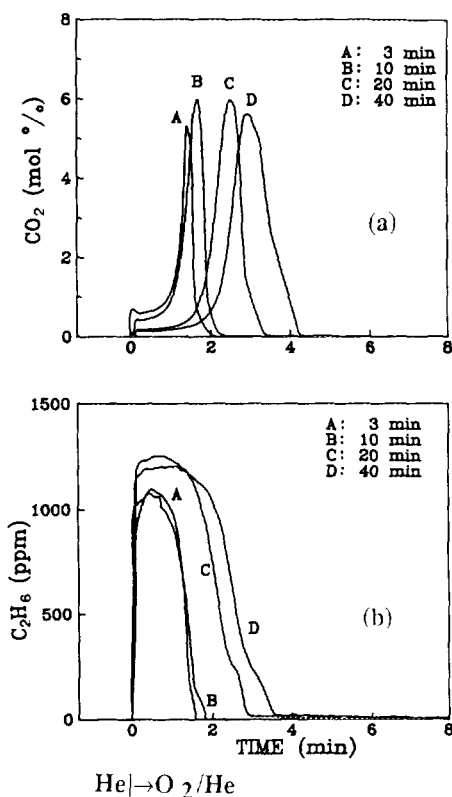 8
6
4
2
0
CO₂ (mol °/₀)
A: 3 min
B: 10 min
C: 20 min
D: 40 min
A
B
C
D
(a)
0
2
4
6
8
1500
1000
500
0
C₂H₆ (ppm)
A: 3 min
B: 10 min
C: 20 min
D: 40 min
A
C
D
B
(b)
0
2
4
6
8
TIME (min)
He|→O₂/He